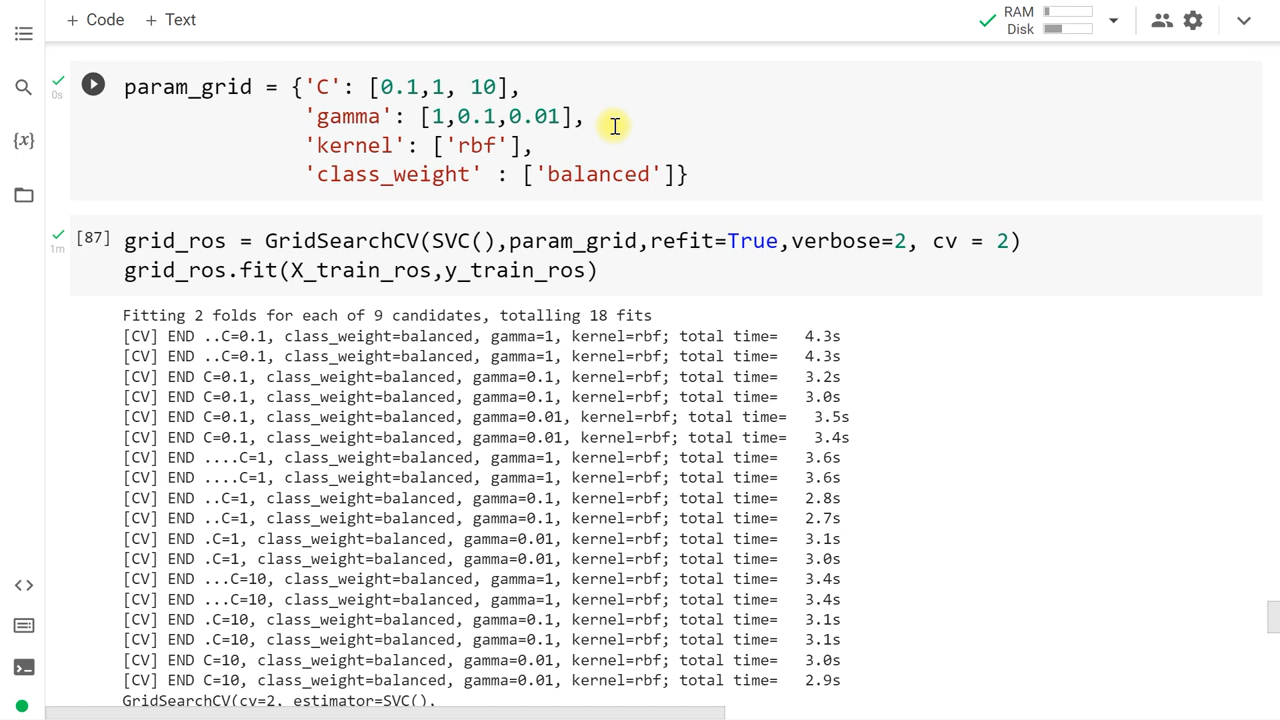 + Code + Text
RAM
Disk
0s
param_grid = {'C': [0.1,1, 10],
'gamma': [1,0.1,0.01],
'kernel': ['rbf'],
'class_weight' : ['balanced']}
{x}
1m
[87]
grid_ros = GridSearchCV(SVC(),param_grid,refit=True,verbose=2, cv = 2)
grid_ros.fit(X_train_ros,y_train_ros)
Fitting 2 folds for each of 9 candidates, totalling 18 fits
[CV] END ..C=0.1, class_weight=balanced, gamma=1, kernel=rbf; total time=   4.3s
[CV] END ..C=0.1, class_weight=balanced, gamma=1, kernel=rbf; total time=   4.3s
[CV] END C=0.1, class_weight=balanced, gamma=0.1, kernel=rbf; total time=   3.2s
[CV] END C=0.1, class_weight=balanced, gamma=0.1, kernel=rbf; total time=   3.0s
[CV] END C=0.1, class_weight=balanced, gamma=0.01, kernel=rbf; total time=   3.5s
[CV] END C=0.1, class_weight=balanced, gamma=0.01, kernel=rbf; total time=   3.4s
[CV] END ....C=1, class_weight=balanced, gamma=1, kernel=rbf; total time=   3.6s
[CV] END ....C=1, class_weight=balanced, gamma=1, kernel=rbf; total time=   3.6s
[CV] END ..C=1, class_weight=balanced, gamma=0.1, kernel=rbf; total time=   2.8s
[CV] END ..C=1, class_weight=balanced, gamma=0.1, kernel=rbf; total time=   2.7s
[CV] END .C=1, class_weight=balanced, gamma=0.01, kernel=rbf; total time=   3.1s
[CV] END .C=1, class_weight=balanced, gamma=0.01, kernel=rbf; total time=   3.0s
[CV] END ...C=10, class_weight=balanced, gamma=1, kernel=rbf; total time=   3.4s
[CV] END ...C=10, class_weight=balanced, gamma=1, kernel=rbf; total time=   3.4s
[CV] END .C=10, class_weight=balanced, gamma=0.1, kernel=rbf; total time=   3.1s
[CV] END .C=10, class_weight=balanced, gamma=0.1, kernel=rbf; total time=   3.1s
[CV] END C=10, class_weight=balanced, gamma=0.01, kernel=rbf; total time=   3.0s
[CV] END C=10, class_weight=balanced, gamma=0.01, kernel=rbf; total time=   2.9s
GridSearchCV(cv=2, estimator=SVC(),